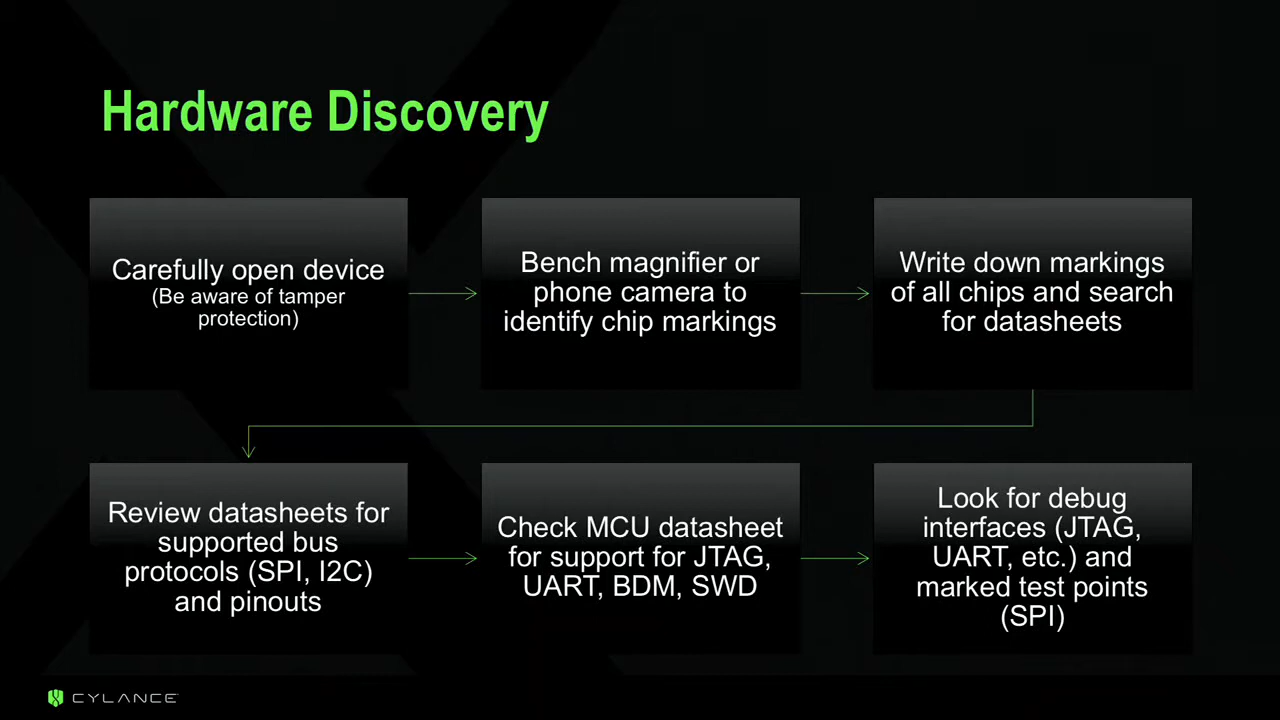 Hardware Discovery
Carefully open device
(Be aware of tamper
protection)
Bench magnifier or
phone camera to
identify chip markings
Write down markings
of all chips and search
for datasheets
Review datasheets for
supported bus
protocols (SPI, I2C)
and pinouts
Check MCU datasheet
for support for JTAG,
UART, BDM, SWD
Look for debug
interfaces (JTAG,
UART, etc.) and
marked test points
(SPI)
CYLANCE